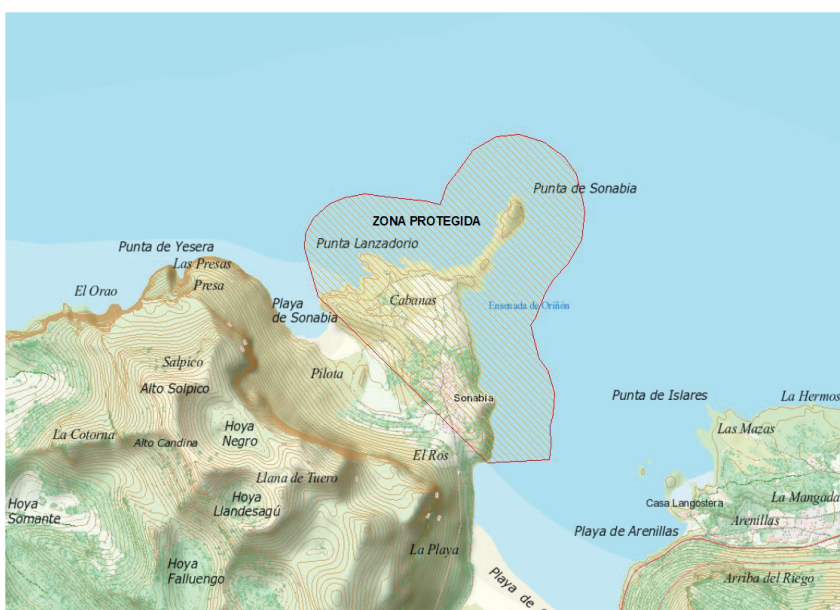 Punta de Sonabia
ZONA PROTEGIDA
Punta Lanzadorio
Punta de Yesera
Las Presas
Presa
El Orao
Cabanas
Ensenada de Oriñón
Playa
de Sonabia
Salpico
Pilota
Alto Solpico
Sonabia
Punta de Islares
La Hermos
Las Mazas
Hoya
Negro
La Cotorna
Alto Candina
El Ros
Llana de Tuero
Hoya
Llandesagú
Hoya
Somante
Casa Langostera
La Mangada
Arenillas
Playa de Arenillas
La Playa
Hoya
Falluengo
Playa de
Arriba del Riego